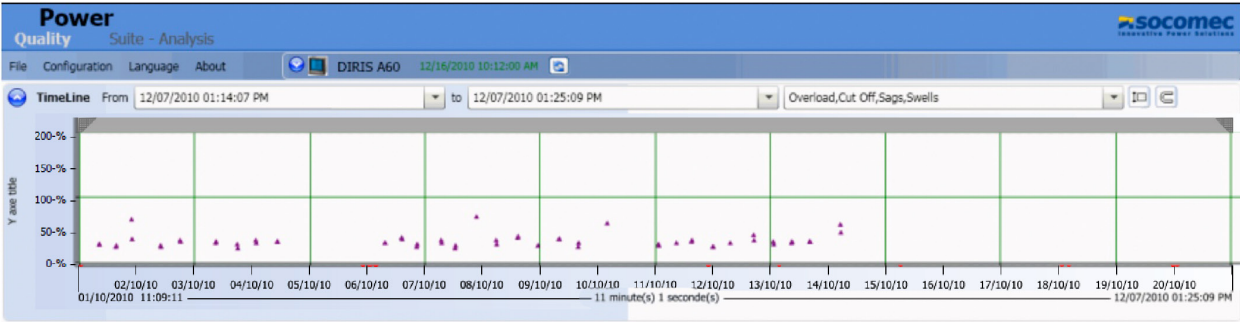 Power
Quality Suite - Analysis
socomec
Innovative Power Solutions
File Configuration Language About DIRIS A60 12/16/2010 10:12:00 AM
TimeLine From 12/07/2010 01:14:07 PM to 12/07/2010 01:25:09 PM Overload,Cut Off,Sags,Swells
Y axe title
200-%
150-%
100-%
50-%
0-%
02/10/10 03/10/10 04/10/10 05/10/10 06/10/10 07/10/10 08/10/10 09/10/10 10/10/10 11/10/10 12/10/10 13/10/10 14/10/10 15/10/10 16/10/10 17/10/10 18/10/10 19/10/10 20/10/10
01/10/2010 11:09:11 11 minute(s) 1 seconde(s) 12/07/2010 01:25:09 PM